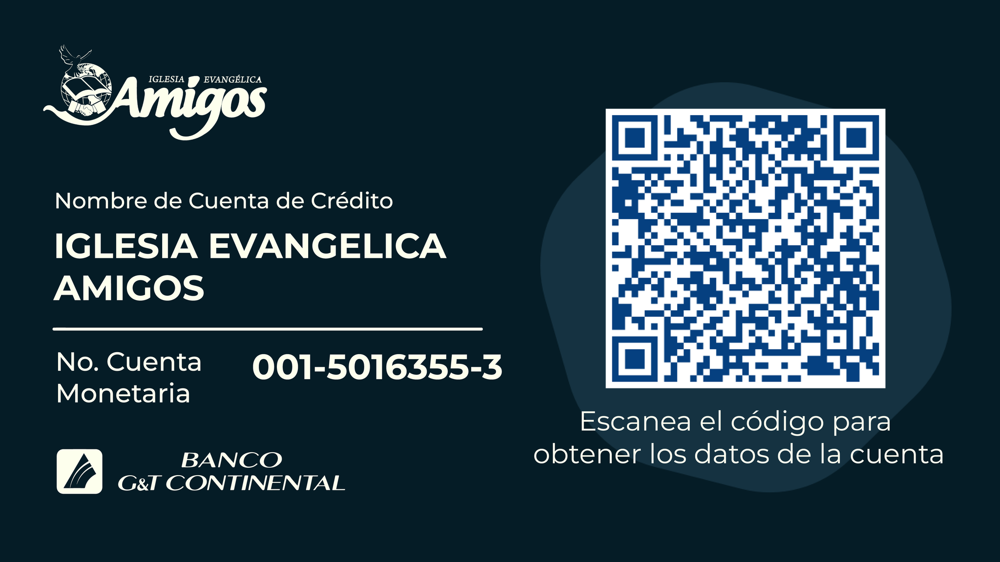 IGLESIA EVANGÉLICA
Amigos
Nombre de Cuenta de Crédito
IGLESIA EVANGELICA
AMIGOS
No. Cuenta
Monetaria
001-5016355-3
BANCO
G&T CONTINENTAL
Escanea el código para
obtener los datos de la cuenta